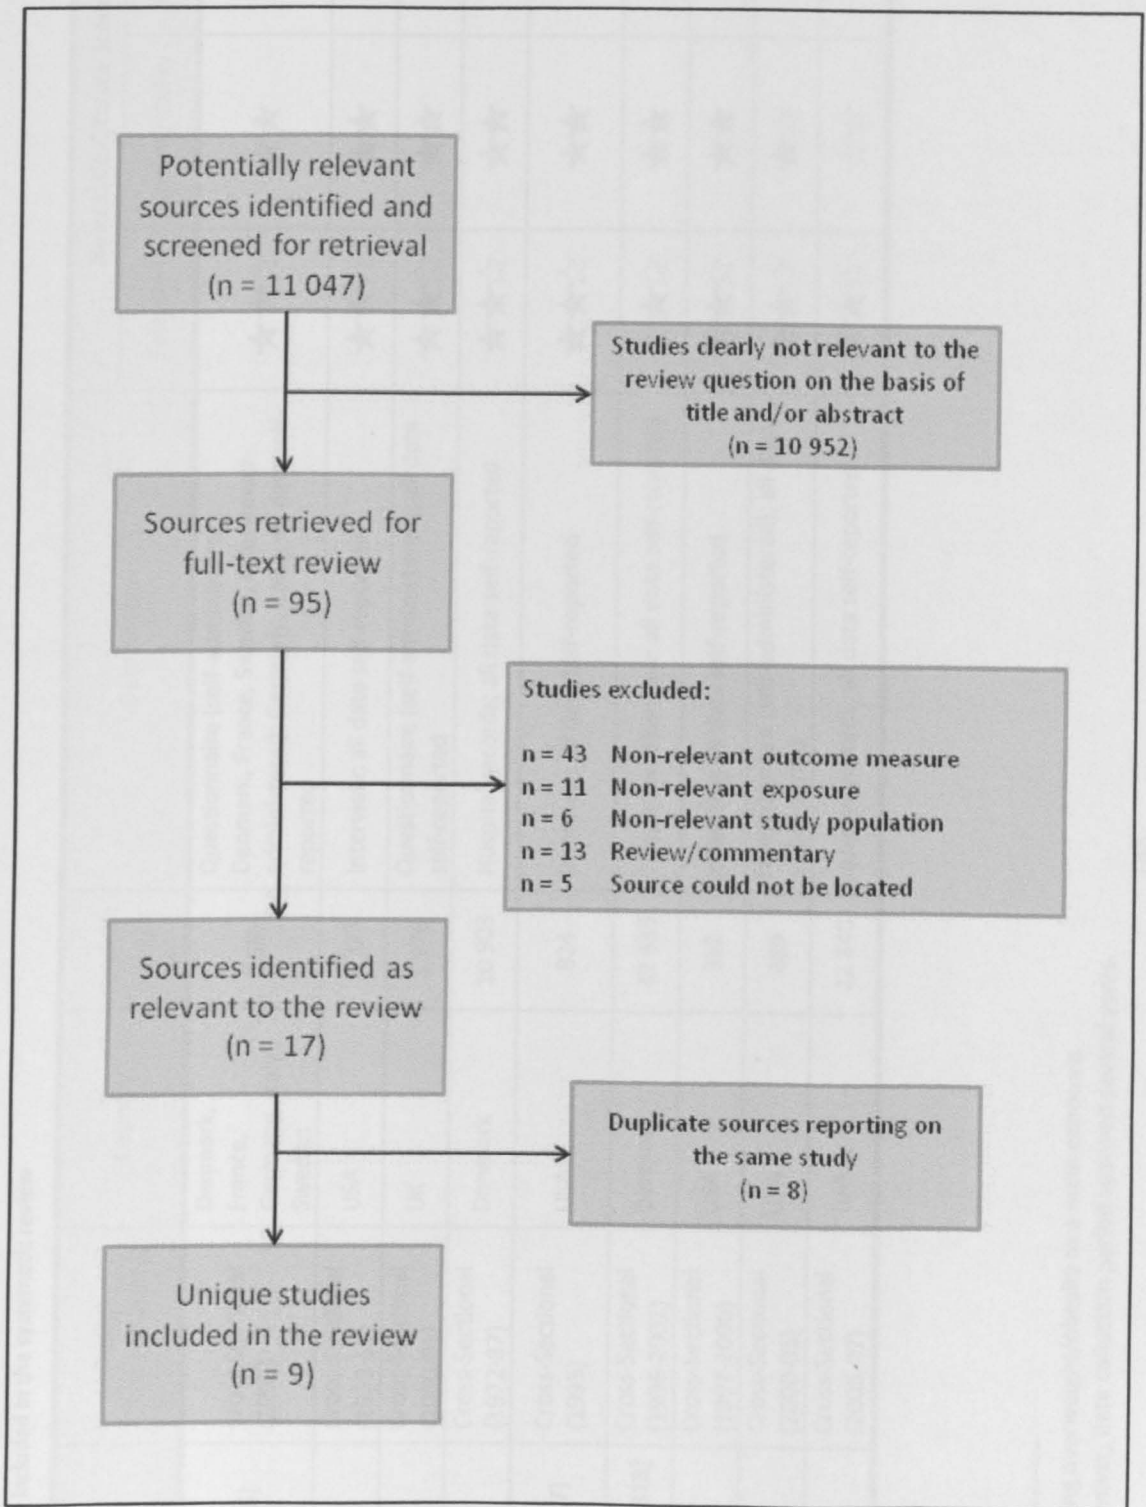 Potentially relevant
sources identified and
screened for retrieval
(n = 11 047)
Studies clearly not relevant to the
review question on the basis of
title and/or abstract
(n = 10 952)
Sources retrieved for
full-text review
(n = 95)
Studies excluded:
n = 43 Non-relevant outcome measure
n = 11 Non-relevant exposure
n = 6 Non-relevant study population
n = 13 Review/commentary
n = 5 Source could not be located
Sources identified as
relevant to the review
(n = 17)
Duplicate sources reporting on
the same study
(n = 8)
Unique studies
included in the review
(n = 9)